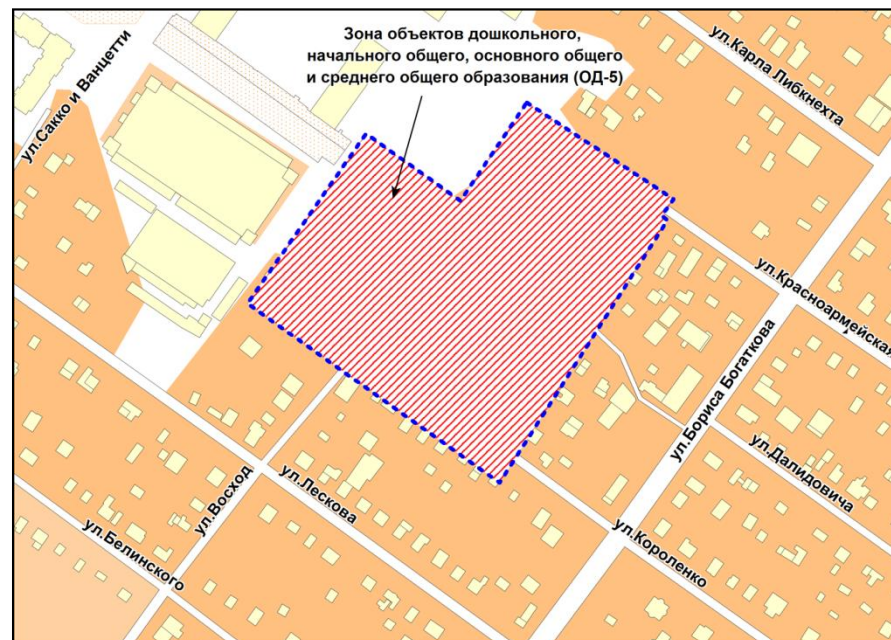 Зона объектов дошкольного,
начального общего, основного общего
и среднего общего образования (ОД-5)
ул.Карла Либкнехта
ул.Сакко и Ванцетти
ул.Красноармейская
ул.Бориса Богаткова
ул.Далидовича
ул.Восход
ул.Лескова
ул.Короленко
ул.Белинского